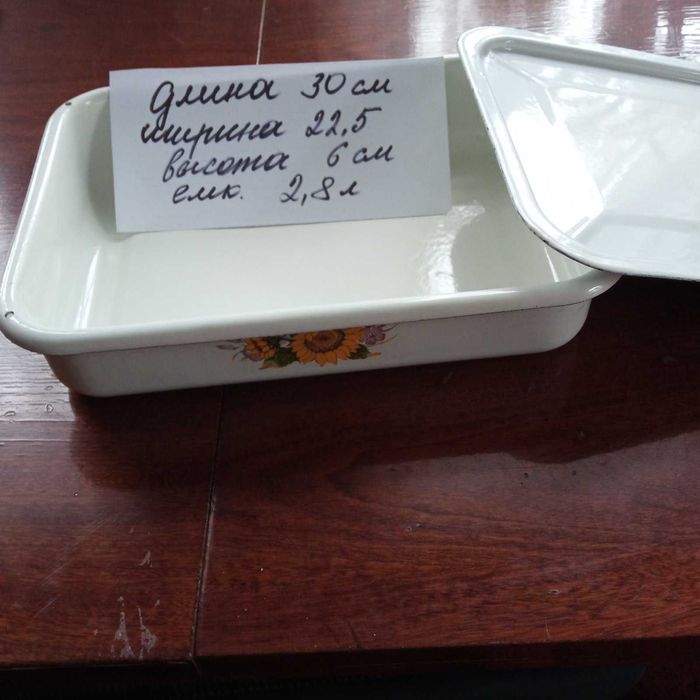 Длина 30 см
ширина 22,5
высота 6 см
емк. 2,8 л